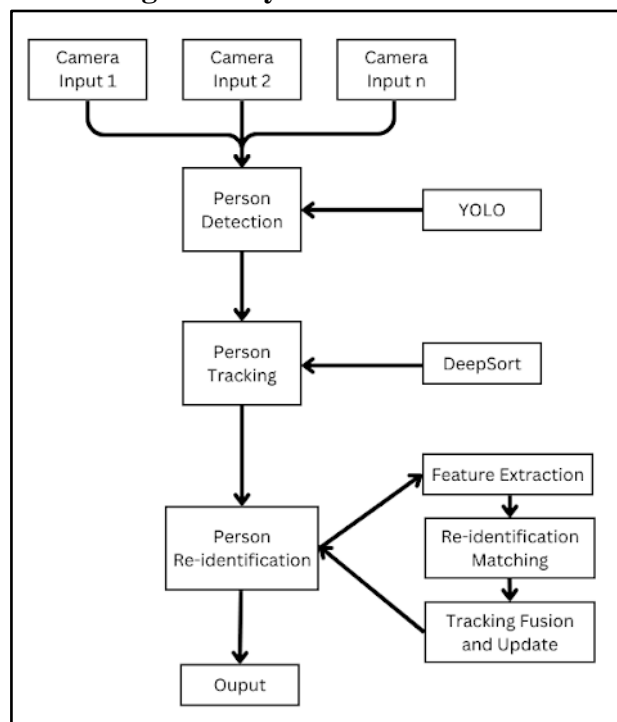 Camera
Input 1
Camera
Input 2
Camera
Input n
Person
Detection
YOLO
Person
Tracking
DeepSort
Feature Extraction
Person
Re-identification
Re-identification
Matching
Tracking Fusion
and Update
Ouput